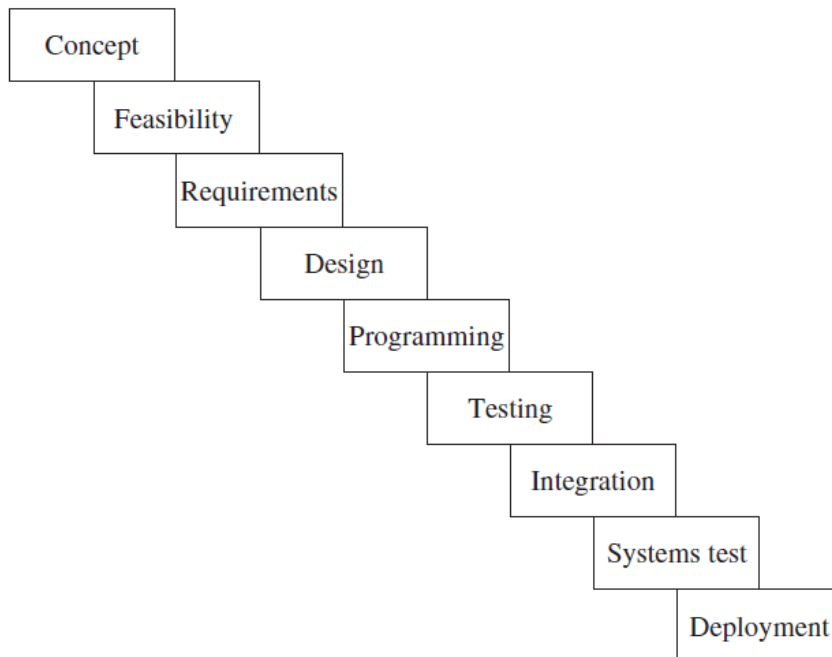 Concept
Feasibility
Requirements
Design
Programming
Testing
Integration
Systems test
Deployment